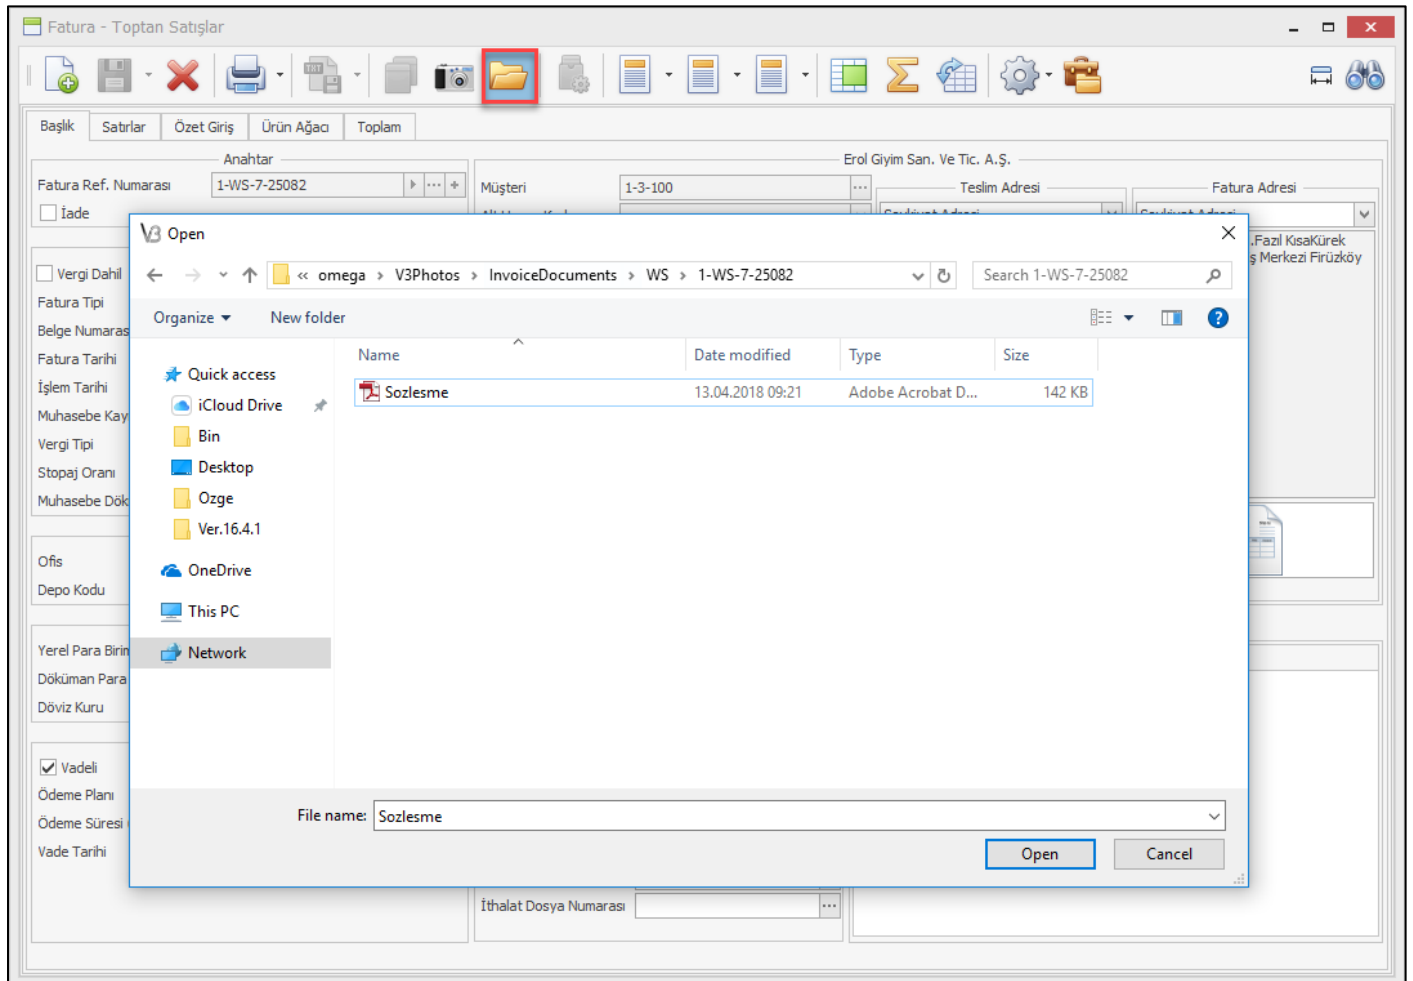 Fatura - Toptan Satışlar
TXT
Başlık Satırlar Özet Giriş Ürün Ağacı Toplam
Anahtar
Fatura Ref. Numarası 1-WS-7-25082
İade
Erol Giyim San. Ve Tic. A.Ş.
Müşteri 1-3-100
Teslim Adresi
Fatura Adresi
Sevkiyat Adresi
Sevkiyat Adresi
.Fazıl KısaKürek
ş Merkezi Firüzköy
Vergi Dahil
Fatura Tipi
Belge Numaras
Fatura Tarihi
İşlem Tarihi
Muhasebe Kay
Vergi Tipi
Stopaj Oranı
Muhasebe Dök
Ofis
Depo Kodu
Yerel Para Birin
Döküman Para
Döviz Kuru
Vadeli
Ödeme Planı
Ödeme Süresi
Vade Tarihi
İthalat Dosya Numarası
V3 Open
« omega > V3Photos > InvoiceDocuments > WS > 1-WS-7-25082
Search 1-WS-7-25082
Organize New folder
Quick access
iCloud Drive
Bin
Desktop
Ozge
Ver.16.4.1
OneDrive
This PC
Network
Name Date modified Type Size
Sozlesme 13.04.2018 09:21 Adobe Acrobat D... 142 KB
File name: Sozlesme
Open Cancel